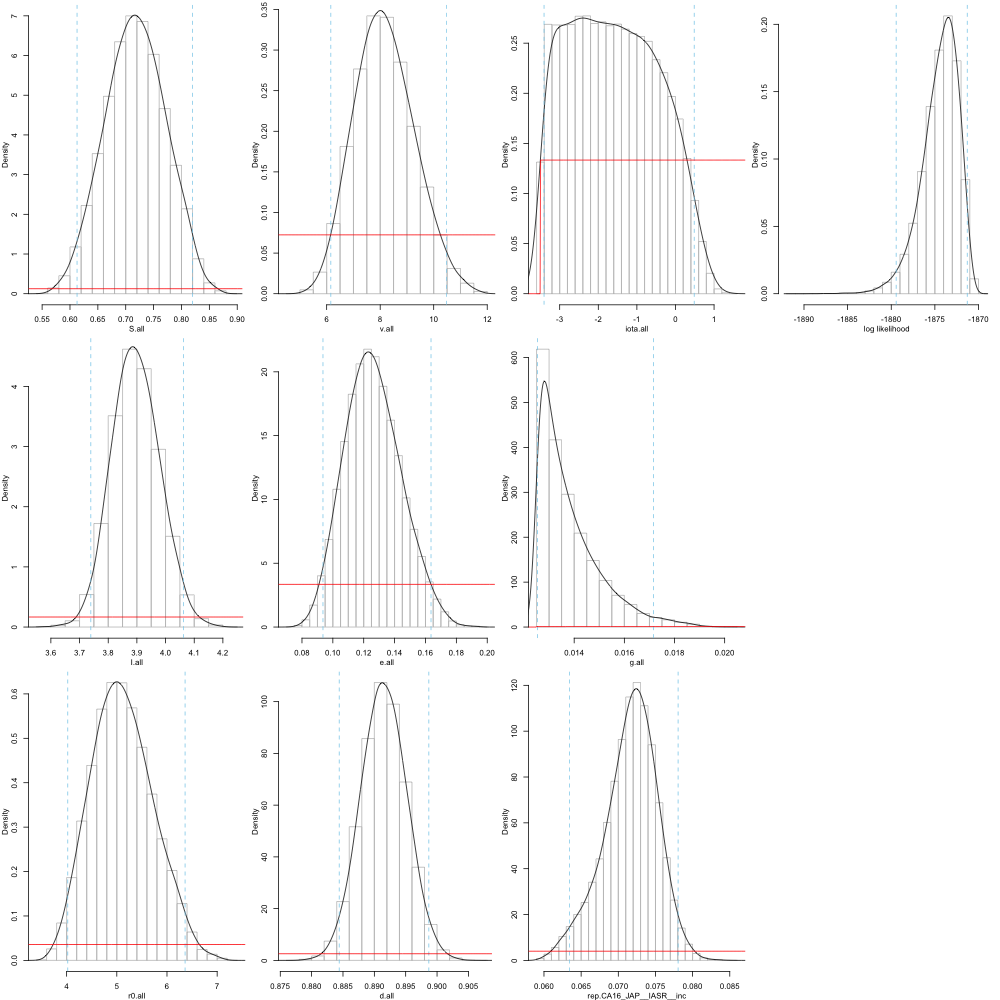 7
6
5
4
3
2
1
0
Density
0.55 0.60 0.65 0.70 0.75 0.80 0.85 0.90
S.all
0.35
0.30
0.25
0.20
0.15
0.10
0.05
0.00
Density
6 8 10 12
v.all
0.25
0.20
0.15
0.10
0.05
0.00
Density
-3 -2 -1 0 1
iota.all
0.20
0.15
0.10
0.05
0.00
Density
-1890 -1885 -1880 -1875 -1870
log likelihood
4
3
2
1
0
Density
3.6 3.7 3.8 3.9 4.0 4.1 4.2
l.all
20
15
10
5
0
Density
0.08 0.10 0.12 0.14 0.16 0.18 0.20
e.all
600
500
400
300
200
100
0
Density
0.014 0.016 0.018 0.020
g.all
0.6
0.5
0.4
0.3
0.2
0.1
0.0
Density
4 5 6 7
r0.all
100
80
60
40
20
0
Density
0.875 0.880 0.885 0.890 0.895 0.900 0.905
d.all
120
100
80
60
40
20
0
Density
0.060 0.065 0.070 0.075 0.080 0.085
rep.CA16_JAP__IASR__inc